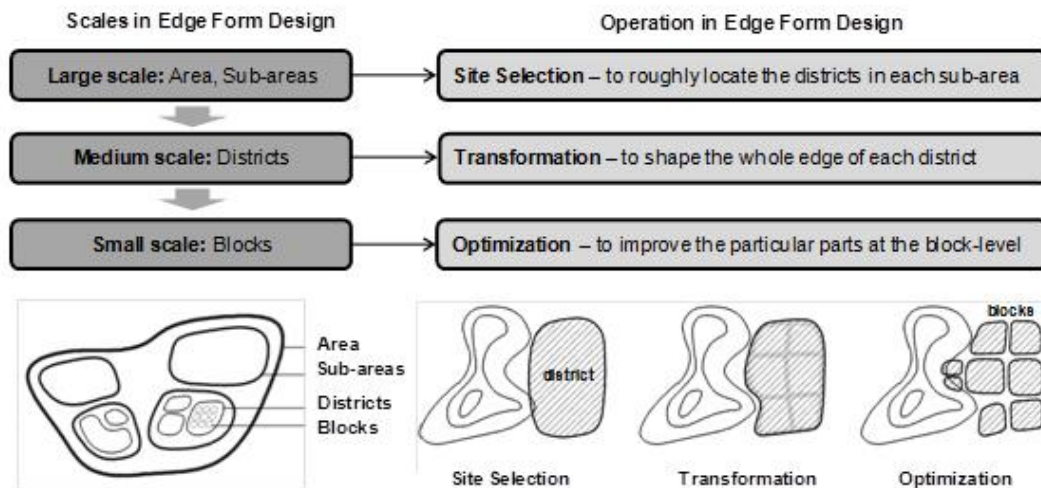 Scales in Edge Form Design
Operation in Edge Form Design
Large scale: Area, Sub-areas
Site Selection – to roughly locate the districts in each sub-area
Medium scale: Districts
Transformation – to shape the whole edge of each district
Small scale: Blocks
Optimization – to improve the particular parts at the block-level
Area
Sub-areas
Districts
Blocks
district
blocks
Site Selection
Transformation
Optimization